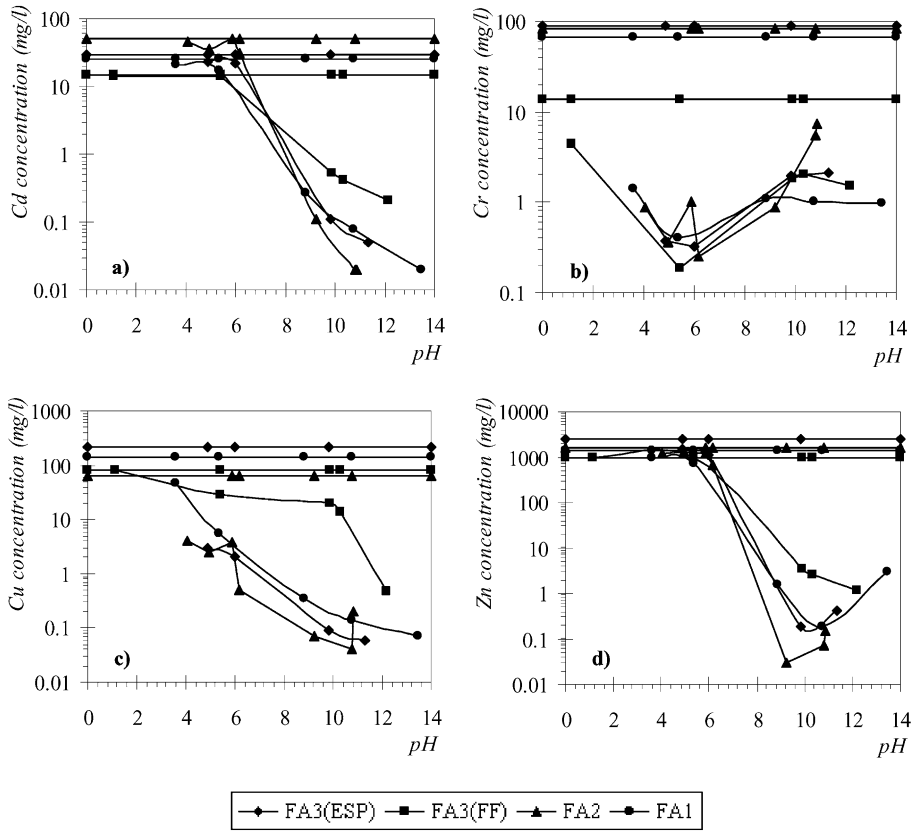 Cd concentration (mg/l)
100
10
1
0.1
0.01
a)
0 2 4 6 8 10 12 14
pH
Cr concentration (mg/l)
100
10
1
0.1
b)
0 2 4 6 8 10 12 14
pH
Cu concentration (mg/l)
1000
100
10
1
0.1
0.01
c)
0 2 4 6 8 10 12 14
pH
Zn concentration (mg/l)
10000
1000
100
10
1
0.1
0.01
d)
0 2 4 6 8 10 12 14
pH
FA3(ESP) FA3(FF) FA2 FA1